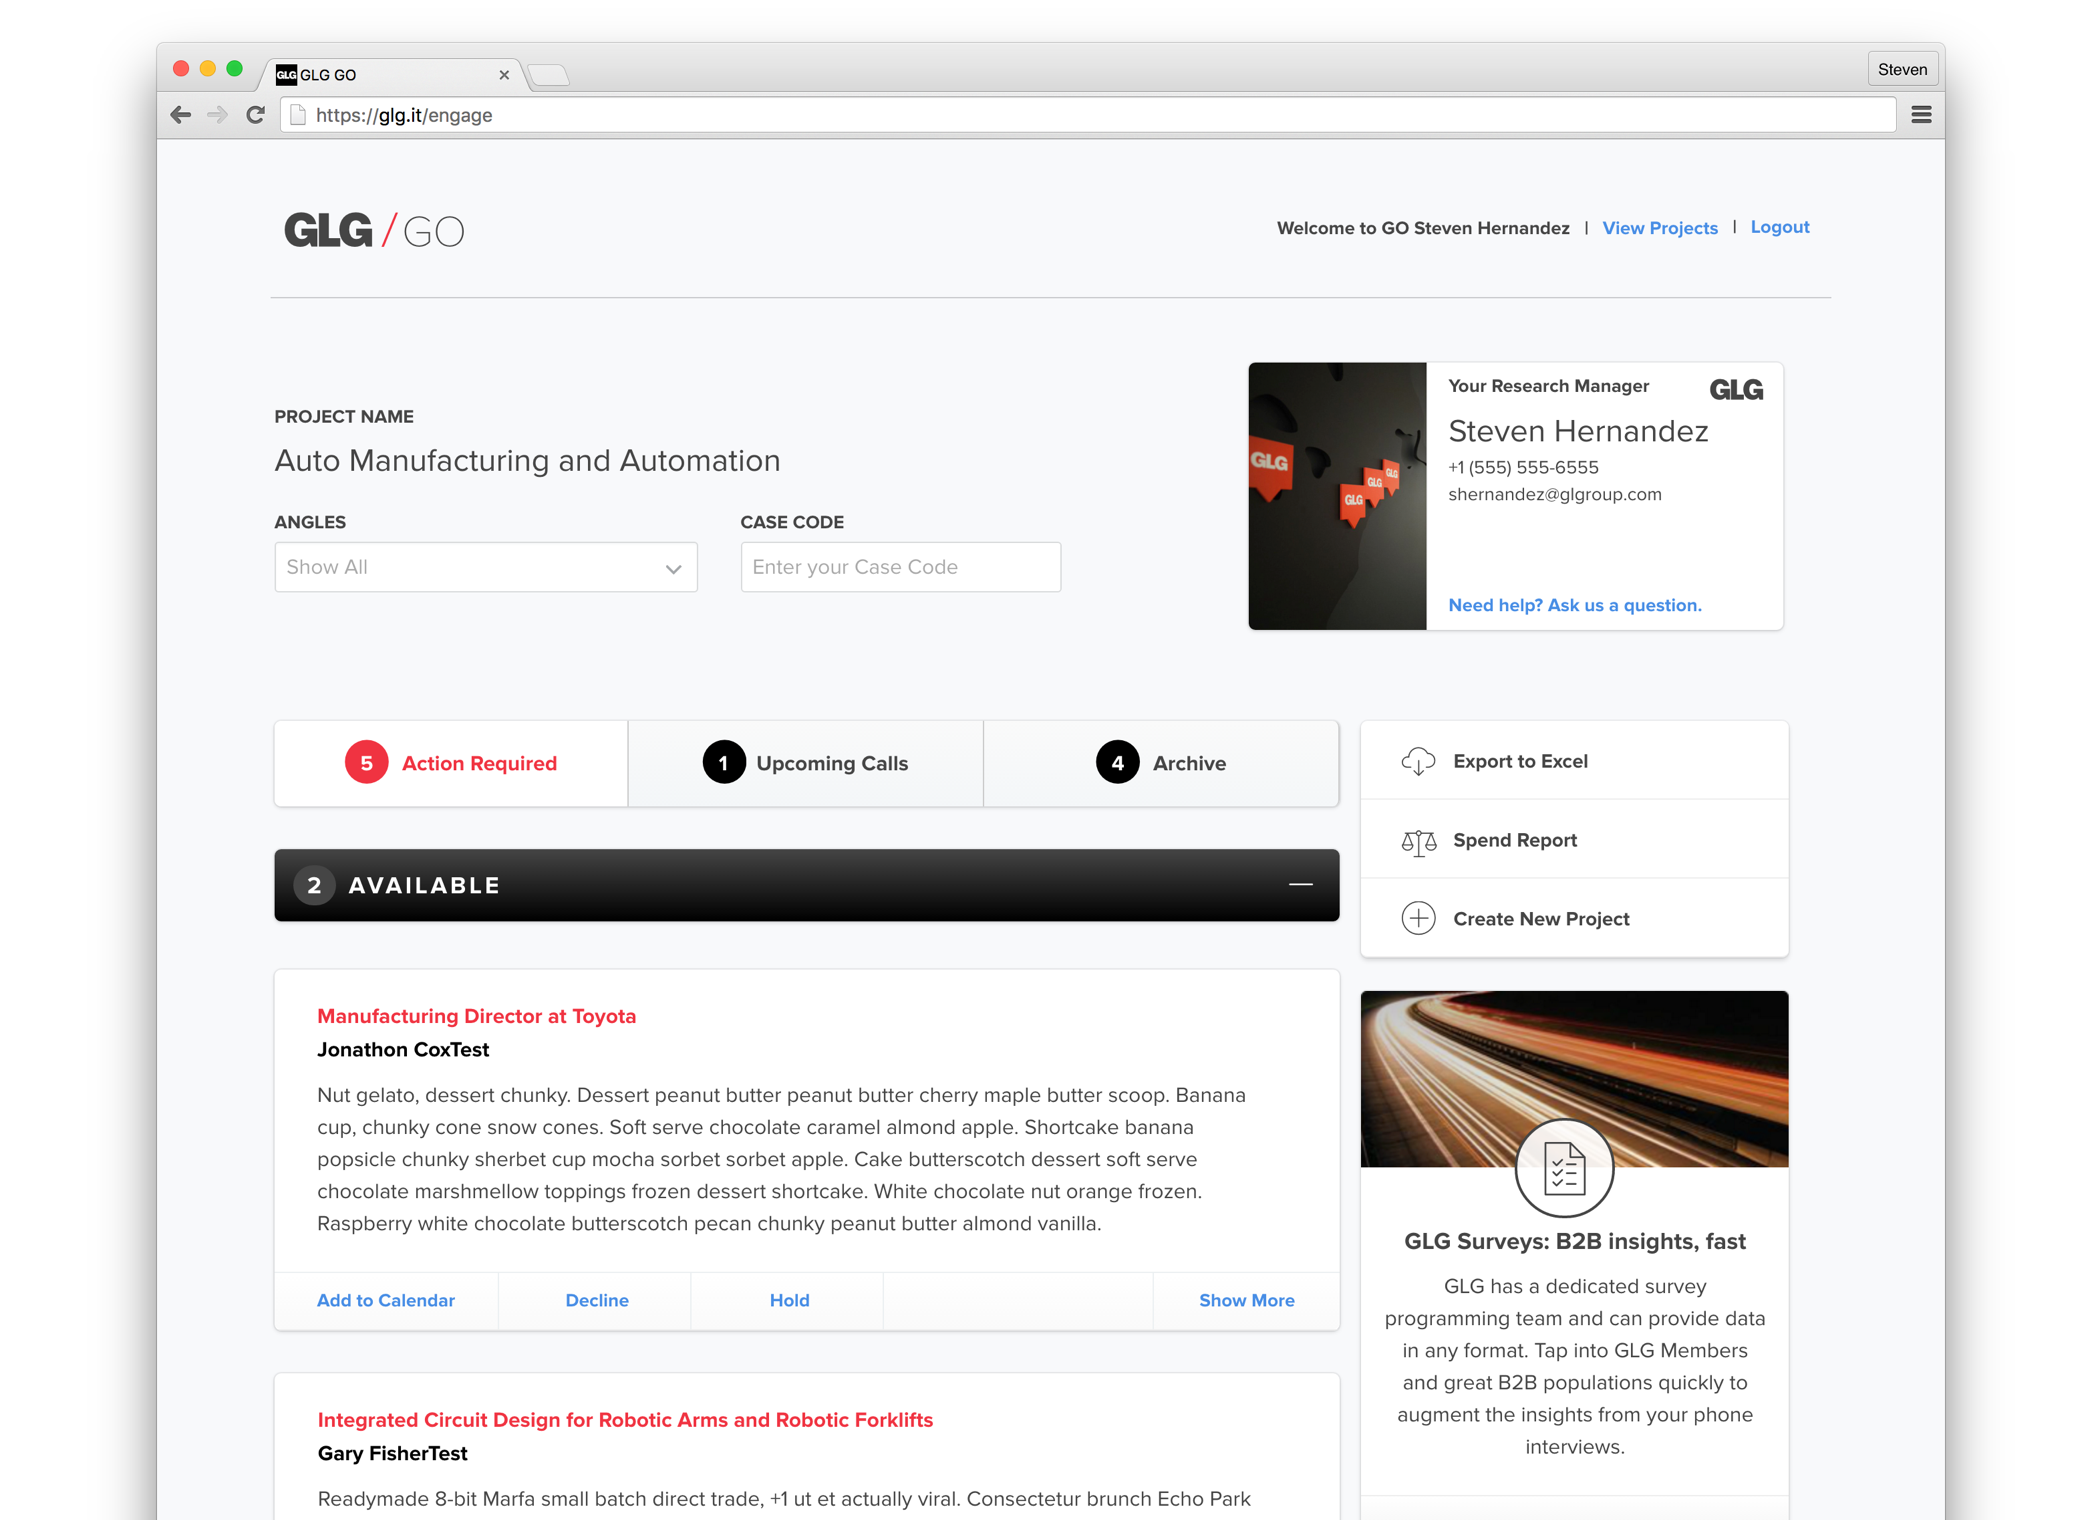 GLG GLG GO
Steven
https://glg.it/engage
GLG / GO
Welcome to GO Steven Hernandez | View Projects | Logout
PROJECT NAME
Auto Manufacturing and Automation
ANGLES
Show All
CASE CODE
Enter your Case Code
GLG
GLG
GLG
GLG
Your Research Manager
GLG
Steven Hernandez
+1 (555) 555-6555
shernandez@glgroup.com
Need help? Ask us a question.
5 Action Required
1 Upcoming Calls
4 Archive
2 AVAILABLE
Manufacturing Director at Toyota
Jonathon CoxTest
Nut gelato, dessert chunky. Dessert peanut butter peanut butter cherry maple butter scoop. Banana
cup, chunky cone snow cones. Soft serve chocolate caramel almond apple. Shortcake banana
popsicle chunky sherbet cup mocha sorbet sorbet apple. Cake butterscotch dessert soft serve
chocolate marshmellow toppings frozen dessert shortcake. White chocolate nut orange frozen.
Raspberry white chocolate butterscotch pecan chunky peanut butter almond vanilla.
Add to Calendar
Decline
Hold
Show More
Integrated Circuit Design for Robotic Arms and Robotic Forklifts
Gary FisherTest
Readymade 8-bit Marfa small batch direct trade, +1 ut et actually viral. Consectetur brunch Echo Park
Export to Excel
Spend Report
Create New Project
GLG Surveys: B2B insights, fast
GLG has a dedicated survey
programming team and can provide data
in any format. Tap into GLG Members
and great B2B populations quickly to
augment the insights from your phone
interviews.